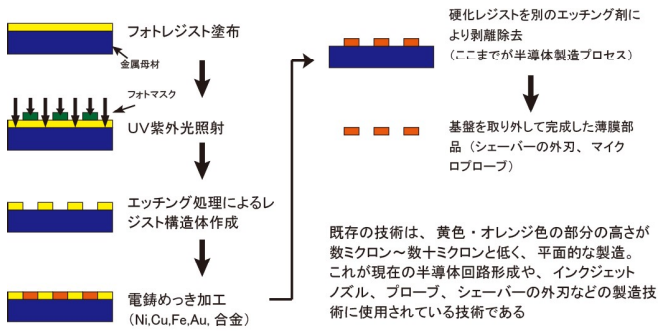 フォトレジスト塗布
金属母材
フォトマスク
UV紫外光照射
エッチング処理によるレ
ジスト構造体作成
電鋳めっき加工
(Ni,Cu,Fe,Au, 合金)
硬化レジストを別のエッチング剤に
より剥離除去
(ここまでが半導体製造プロセス)
基盤を取り外して完成した薄膜部
品 (シェーバーの外刃、マイク
ロプローブ)
既存の技術は、黄色・オレンジ色の部分の高さが
数ミクロン～数十ミクロンと低く、平面的な製造。
これが現在の半導体回路形成や、インクジェット
ノズル、プローブ、シェーバーの外刃などの製造技
術に使用されている技術である